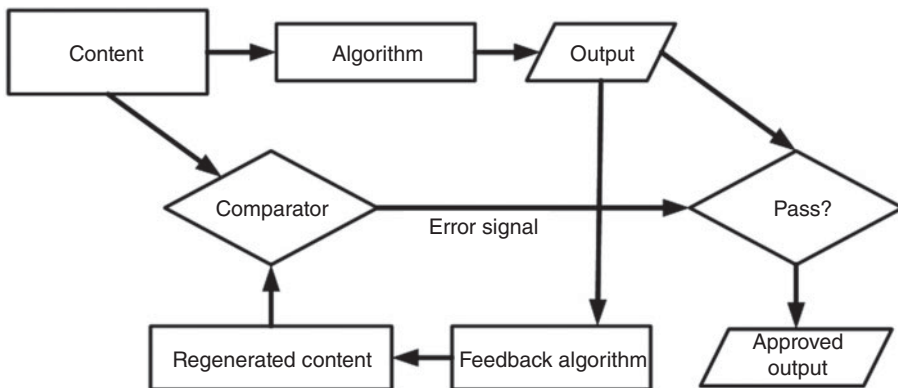 Content
Algorithm
Output
Comparator
Error signal
Pass?
Regenerated content
Feedback algorithm
Approved
output